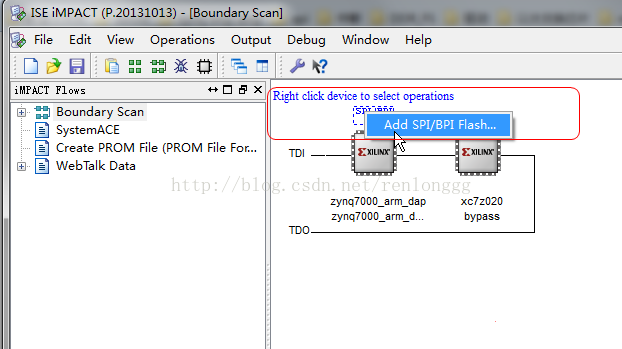 ISE iMPACT (P.20131013) - [Boundary Scan]
File Edit View Operations Output Debug Window Help
iMPACT Flows
Boundary Scan
SystemACE
Create PROM File (PROM File For...
WebTalk Data
Right click device to select operations
SPI/BPI
Add SPI/BPI Flash...
TDI
XILINX
XILINX
zynq7000_arm_dap
xc7z020
zynq7000_arm_d...
bypass
TDO
http://blog.csdn.net/renlonggg